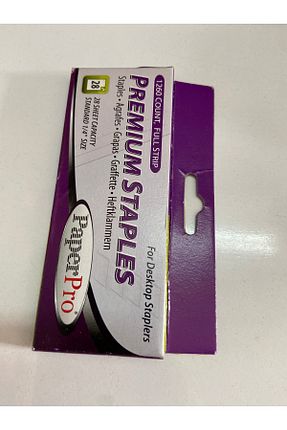 1260 COUNT, FULL STRIP
PREMIUM STAPLES
Staples • Agrafes • Grapas • Graffette • Heftklammern
For Desktop Staplers
28
28 SHEET CAPACITY
STANDARD 1/4" SIZE
PaperPro®